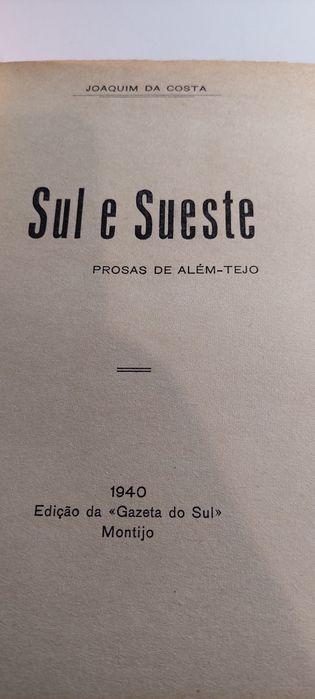 JOAQUIM DA COSTA
Sul e Sueste
PROSAS DE ALÉM-TEJO
1940
Edição da «Gazeta do Sul»
Montijo